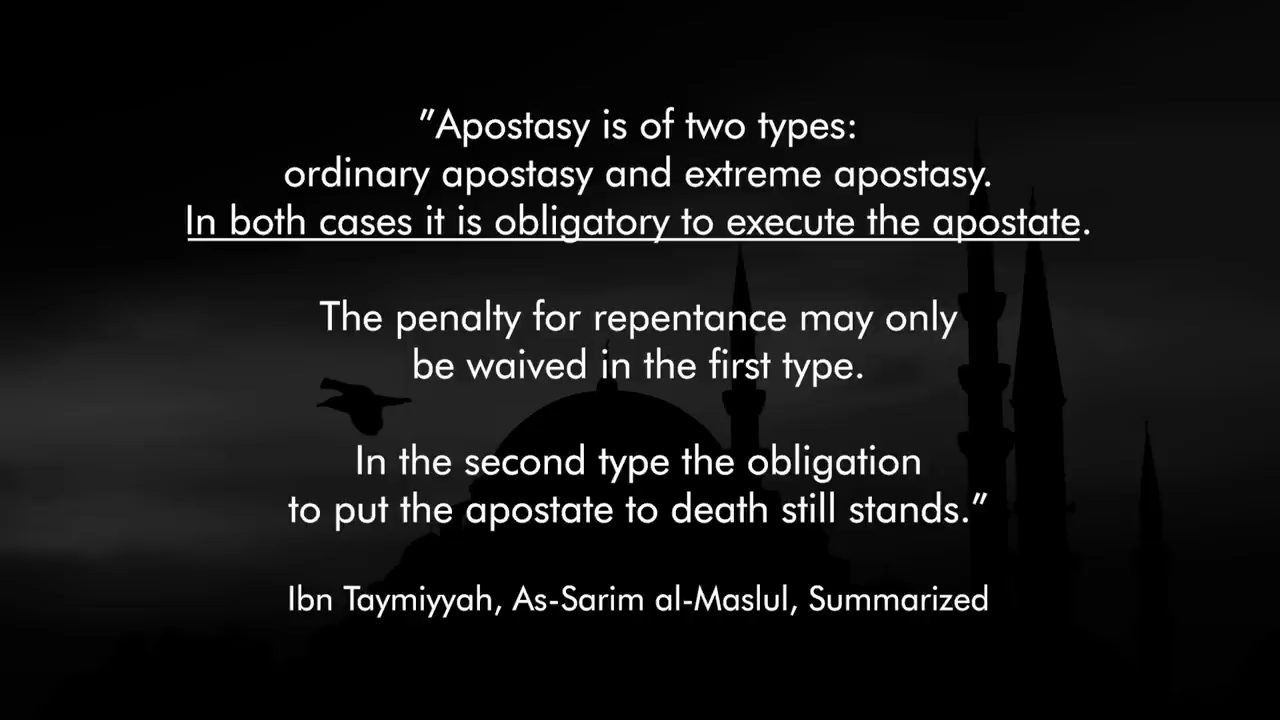 "Apostasy is of two types:
ordinary apostasy and extreme apostasy.
In both cases it is obligatory to execute the apostate.
The penalty for repentance may only
be waived in the first type.
In the second type the obligation
to put the apostate to death still stands."
Ibn Taymiyyah, As-Sarim al-Maslul, Summarized